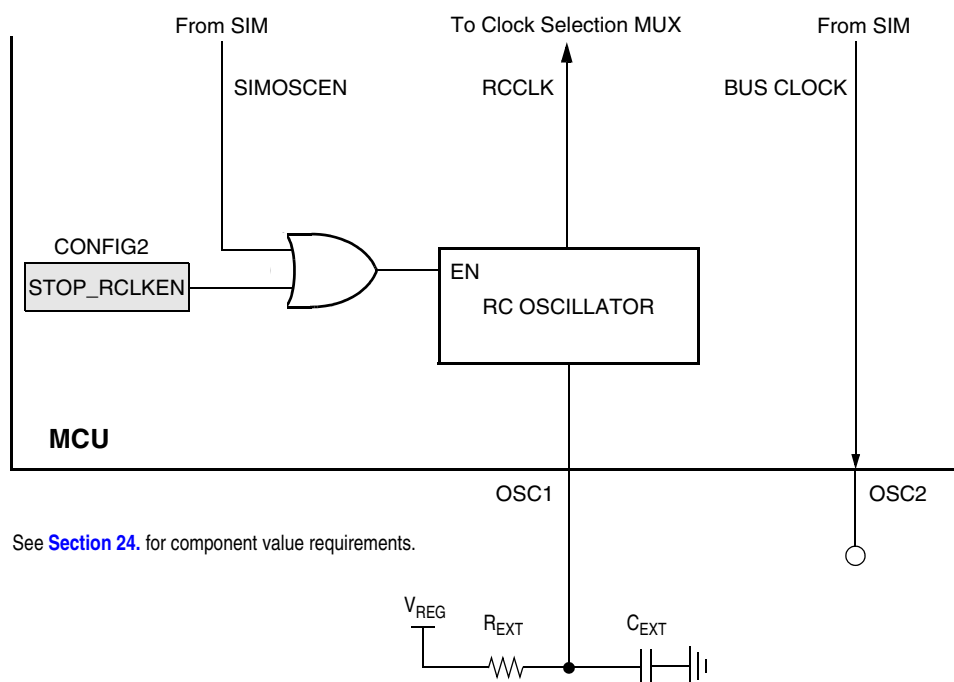 From SIM
To Clock Selection MUX
From SIM
SIMOSCEN
RCCLK
BUS CLOCK
CONFIG2
STOP_RCLKEN
EN
RC OSCILLATOR
MCU
OSC1
OSC2
See Section 24. for component value requirements.
VREG
REXT
CEXT